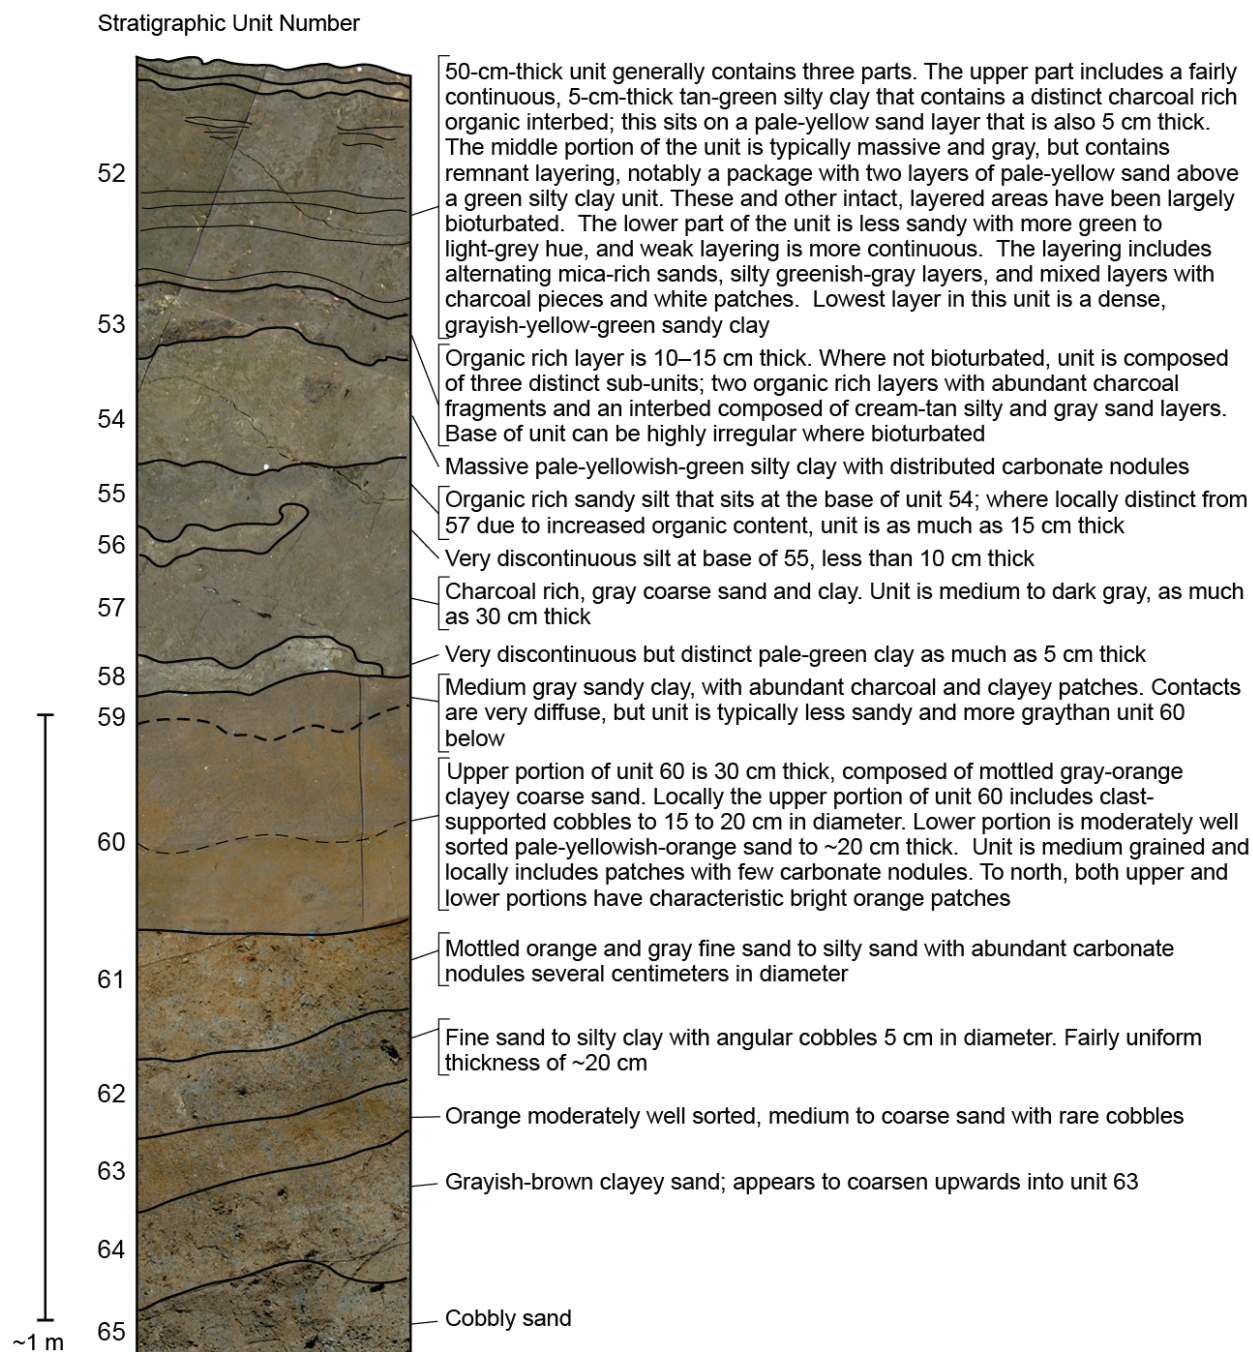 Stratigraphic Unit Number
50-cm-thick unit generally contains three parts. The upper part includes a fairly
continuous, 5-cm-thick tan-green silty clay that contains a distinct charcoal rich
organic interbed; this sits on a pale-yellow sand layer that is also 5 cm thick.
The middle portion of the unit is typically massive and gray, but contains
remnant layering, notably a package with two layers of pale-yellow sand above
a green silty clay unit. These and other intact, layered areas have been largely
bioturbated.  The lower part of the unit is less sandy with more green to
light-grey hue, and weak layering is more continuous.  The layering includes
alternating mica-rich sands, silty greenish-gray layers, and mixed layers with
charcoal pieces and white patches.  Lowest layer in this unit is a dense,
grayish-yellow-green sandy clay
52
53
Organic rich layer is 10–15 cm thick. Where not bioturbated, unit is composed
of three distinct sub-units; two organic rich layers with abundant charcoal
fragments and an interbed composed of cream-tan silty and gray sand layers.
Base of unit can be highly irregular where bioturbated
54
Massive pale-yellowish-green silty clay with distributed carbonate nodules
55
Organic rich sandy silt that sits at the base of unit 54; where locally distinct from
57 due to increased organic content, unit is as much as 15 cm thick
56
Very discontinuous silt at base of 55, less than 10 cm thick
57
Charcoal rich, gray coarse sand and clay. Unit is medium to dark gray, as much
as 30 cm thick
58
Very discontinuous but distinct pale-green clay as much as 5 cm thick
59
Medium gray sandy clay, with abundant charcoal and clayey patches. Contacts
are very diffuse, but unit is typically less sandy and more graythan unit 60
below
60
Upper portion of unit 60 is 30 cm thick, composed of mottled gray-orange
clayey coarse sand. Locally the upper portion of unit 60 includes clast-
supported cobbles to 15 to 20 cm in diameter. Lower portion is moderately well
sorted pale-yellowish-orange sand to ~20 cm thick.  Unit is medium grained and
locally includes patches with few carbonate nodules. To north, both upper and
lower portions have characteristic bright orange patches
61
Mottled orange and gray fine sand to silty sand with abundant carbonate
nodules several centimeters in diameter
62
Fine sand to silty clay with angular cobbles 5 cm in diameter. Fairly uniform
thickness of ~20 cm
63
Orange moderately well sorted, medium to coarse sand with rare cobbles
64
Grayish-brown clayey sand; appears to coarsen upwards into unit 63
65
Cobbly sand
~1 m